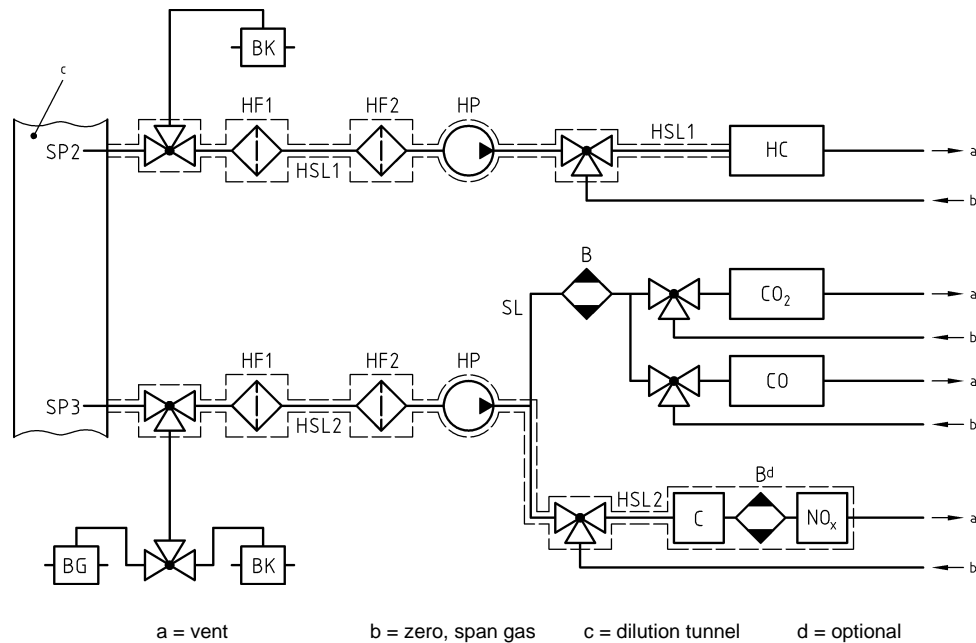 BK
c
HF1
HF2
HP
SP2
HSL1
HSL1
HC
a
b
B
SL
CO₂
a
b
HF1
HF2
HP
CO
a
SP3
HSL2
b
Bᵈ
HSL2
C
NOₓ
a
BG
BK
b
a = vent b = zero, span gas c = dilution tunnel d = optional